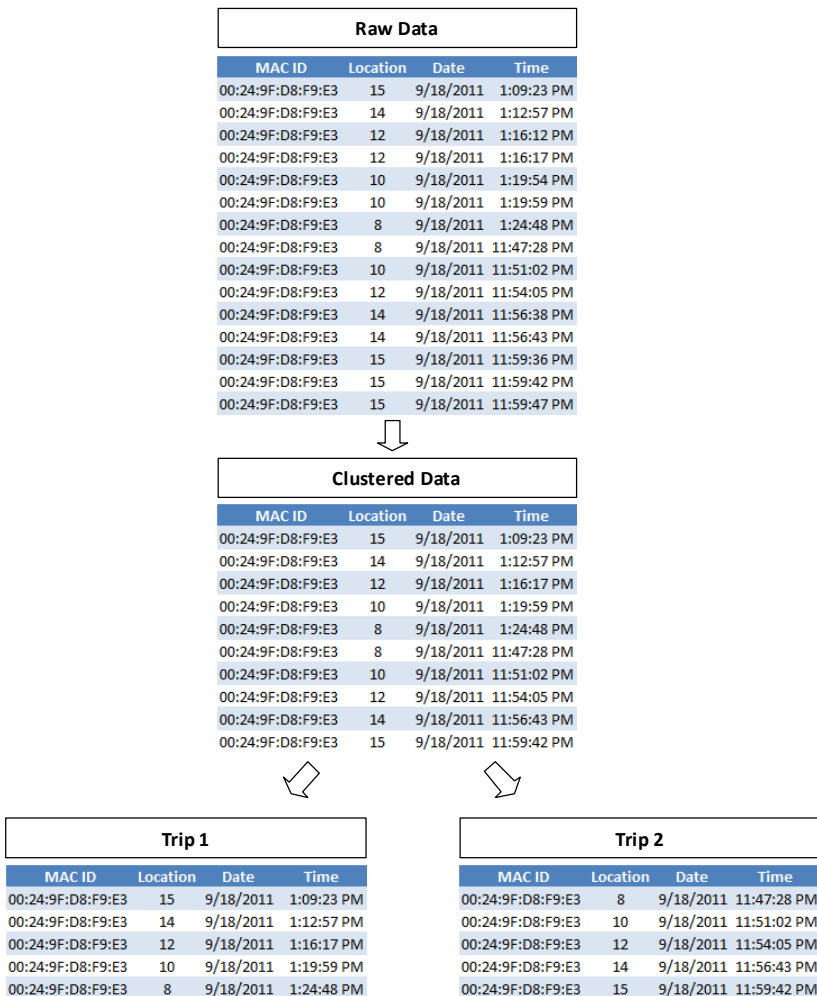 Raw Data
MAC ID Location Date Time
00:24:9F:D8:F9:E3 15 9/18/2011 1:09:23 PM
00:24:9F:D8:F9:E3 14 9/18/2011 1:12:57 PM
00:24:9F:D8:F9:E3 12 9/18/2011 1:16:12 PM
00:24:9F:D8:F9:E3 12 9/18/2011 1:16:17 PM
00:24:9F:D8:F9:E3 10 9/18/2011 1:19:54 PM
00:24:9F:D8:F9:E3 10 9/18/2011 1:19:59 PM
00:24:9F:D8:F9:E3 8 9/18/2011 1:24:48 PM
00:24:9F:D8:F9:E3 8 9/18/2011 11:47:28 PM
00:24:9F:D8:F9:E3 10 9/18/2011 11:51:02 PM
00:24:9F:D8:F9:E3 12 9/18/2011 11:54:05 PM
00:24:9F:D8:F9:E3 14 9/18/2011 11:56:38 PM
00:24:9F:D8:F9:E3 14 9/18/2011 11:56:43 PM
00:24:9F:D8:F9:E3 15 9/18/2011 11:59:36 PM
00:24:9F:D8:F9:E3 15 9/18/2011 11:59:42 PM
00:24:9F:D8:F9:E3 15 9/18/2011 11:59:47 PM
Clustered Data
MAC ID Location Date Time
00:24:9F:D8:F9:E3 15 9/18/2011 1:09:23 PM
00:24:9F:D8:F9:E3 14 9/18/2011 1:12:57 PM
00:24:9F:D8:F9:E3 12 9/18/2011 1:16:17 PM
00:24:9F:D8:F9:E3 10 9/18/2011 1:19:59 PM
00:24:9F:D8:F9:E3 8 9/18/2011 1:24:48 PM
00:24:9F:D8:F9:E3 8 9/18/2011 11:47:28 PM
00:24:9F:D8:F9:E3 10 9/18/2011 11:51:02 PM
00:24:9F:D8:F9:E3 12 9/18/2011 11:54:05 PM
00:24:9F:D8:F9:E3 14 9/18/2011 11:56:43 PM
00:24:9F:D8:F9:E3 15 9/18/2011 11:59:42 PM
Trip 1
MAC ID Location Date Time
00:24:9F:D8:F9:E3 15 9/18/2011 1:09:23 PM
00:24:9F:D8:F9:E3 14 9/18/2011 1:12:57 PM
00:24:9F:D8:F9:E3 12 9/18/2011 1:16:17 PM
00:24:9F:D8:F9:E3 10 9/18/2011 1:19:59 PM
00:24:9F:D8:F9:E3 8 9/18/2011 1:24:48 PM
Trip 2
MAC ID Location Date Time
00:24:9F:D8:F9:E3 8 9/18/2011 11:47:28 PM
00:24:9F:D8:F9:E3 10 9/18/2011 11:51:02 PM
00:24:9F:D8:F9:E3 12 9/18/2011 11:54:05 PM
00:24:9F:D8:F9:E3 14 9/18/2011 11:56:43 PM
00:24:9F:D8:F9:E3 15 9/18/2011 11:59:42 PM